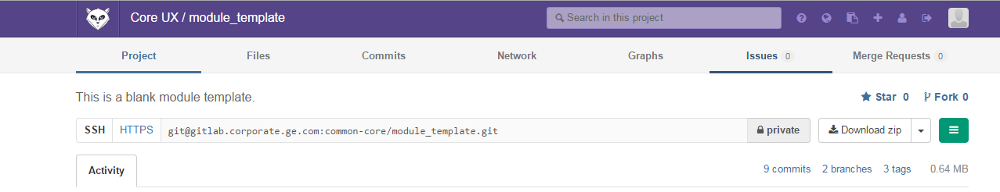 Core UX / module_template Search in this project
Project Files Commits Network Graphs Issues 0 Merge Requests 0
This is a blank module template. Star 0 Fork 0
SSH HTTPS git@gitlab.corporate.ge.com:common-core/module_template.git private Download zip
Activity 9 commits 2 branches 3 tags 0.64 MB